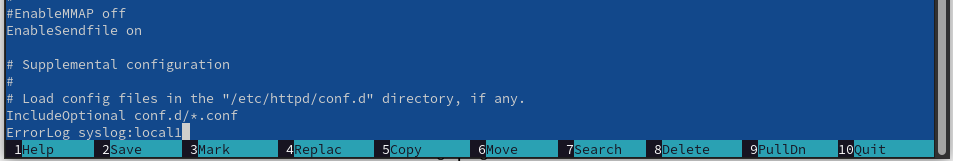 #EnableMMAP off
EnableSendfile on
# Supplemental configuration
#
# Load config files in the "/etc/httpd/conf.d" directory, if any.
IncludeOptional conf.d/*.conf
ErrorLog syslog:local1
1Help 2Save 3Mark 4Replac 5Copy 6Move 7Search 8Delete 9PullDn 10Quit